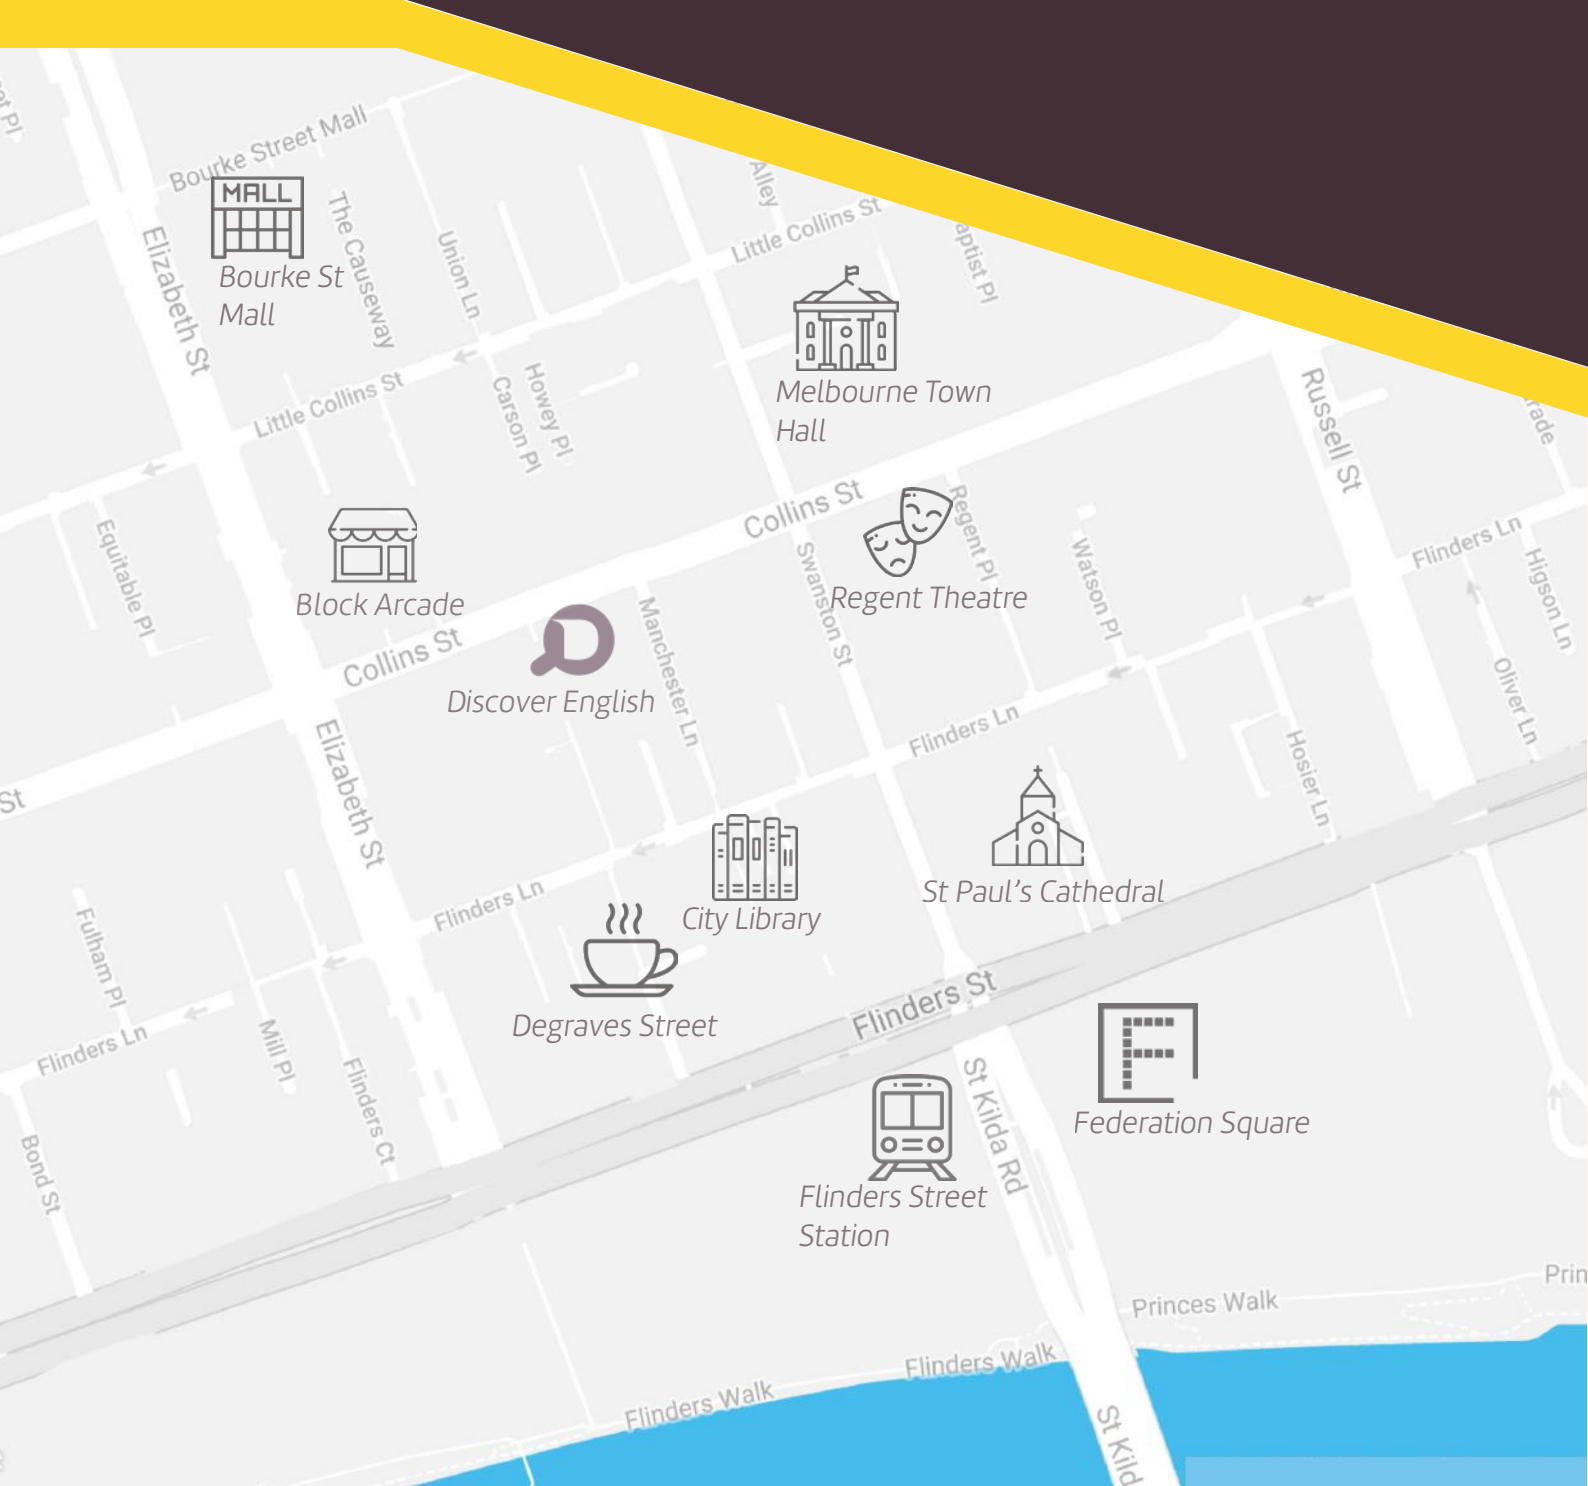 Bourke Street Mall
MALL
Bourke St
Mall
The Causeway
Union Ln
Elizabeth St
Alley
Little Collins St
Melbourne Town
Hall
Little Collins St
Howey Pl
Carson Pl
Russell St
Collins St
Regent Pl
Regent Theatre
Swanston St
Watson Pl
Flinders Ln
Higson Ln
Oliver Ln
Equitable Pl
Block Arcade
Collins St
Discover English
Manchester Ln
Flinders Ln
Hosier Ln
St
Elizabeth St
St Paul's Cathedral
City Library
Flinders Ln
Degraves Street
Fulham Pl
Flinders Ln
Mill Pl
Flinders Ct
Bond St
Flinders St
St Kilda Rd
F
Federation Square
Flinders Street
Station
Princes Walk
Prin
Flinders Walk
Flinders Walk
St Kild